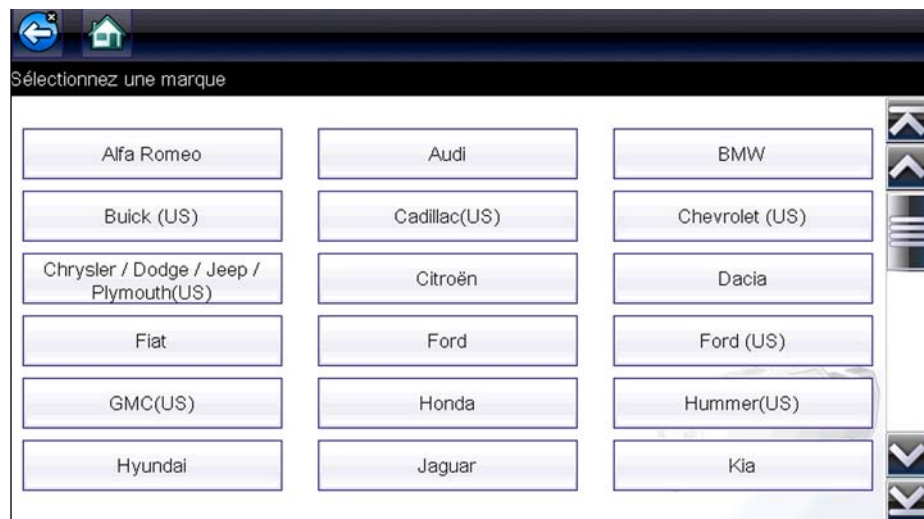 Sélectionnez une marque
Alfa Romeo
Audi
BMW
Buick (US)
Cadillac(US)
Chevrolet (US)
Chrysler / Dodge / Jeep /
Plymouth(US)
Citroën
Dacia
Fiat
Ford
Ford (US)
GMC(US)
Honda
Hummer(US)
Hyundai
Jaguar
Kia